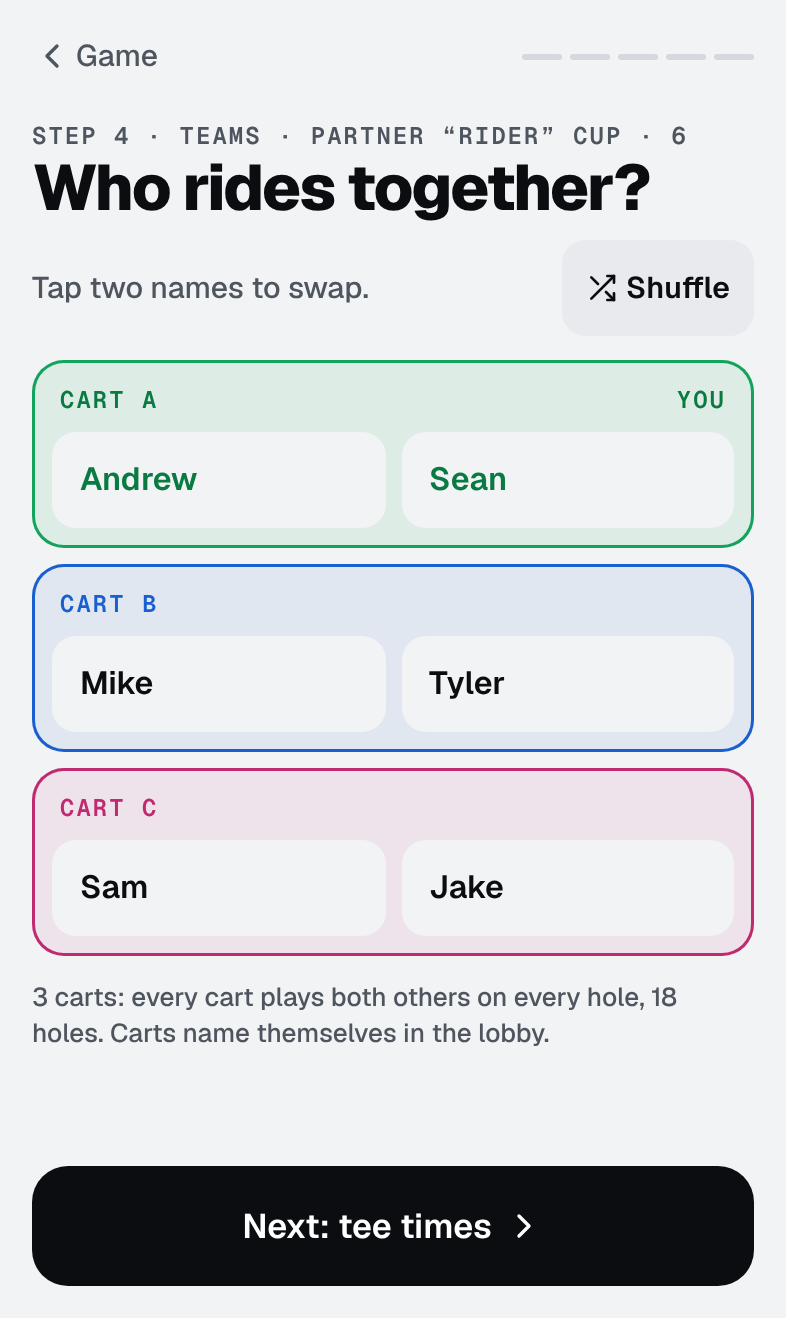 Game
STEP 4 · TEAMS · PARTNER “RIDER” CUP · 6
Who rides together?
Tap two names to swap.
Shuffle
CART A
YOU
Andrew
Sean
CART B
Mike
Tyler
CART C
Sam
Jake
3 carts: every cart plays both others on every hole, 18
holes. Carts name themselves in the lobby.
Next: tee times